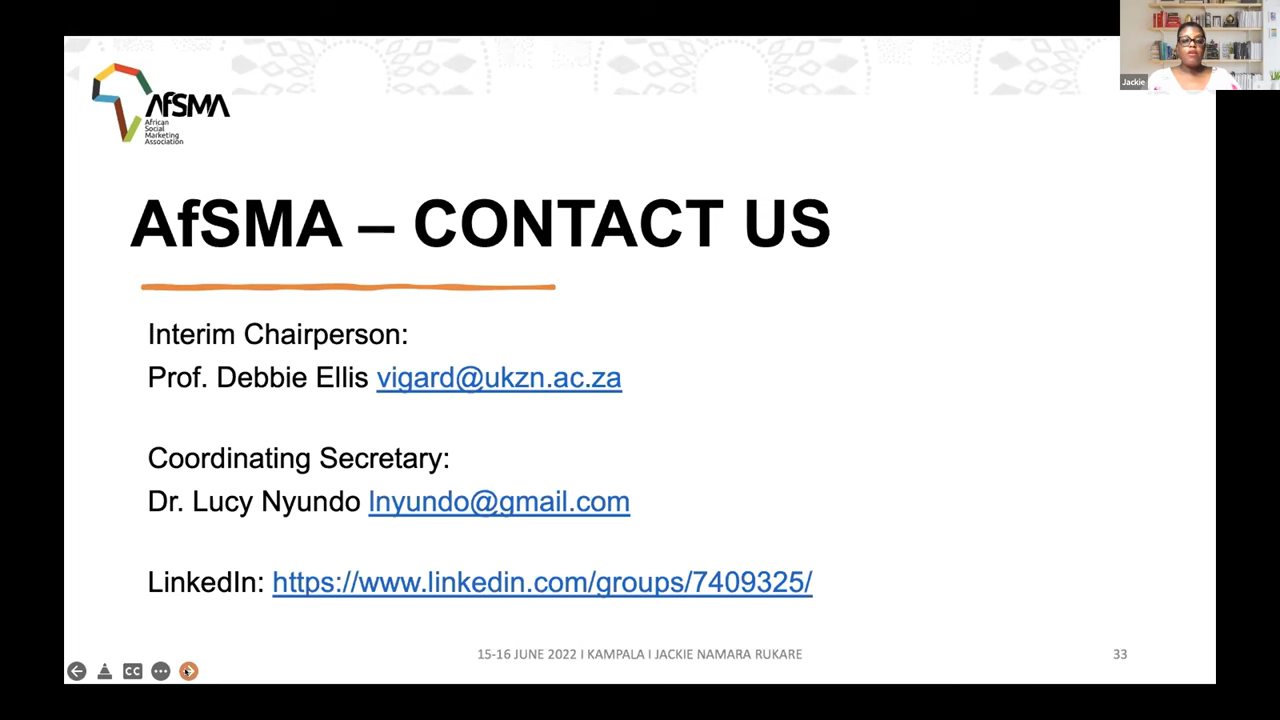 Jackie
AfSMA
African
Social
Marketing
Association
AfSMA – CONTACT US
Interim Chairperson:
Prof. Debbie Ellis vigard@ukzn.ac.za
Coordinating Secretary:
Dr. Lucy Nyundo lnyundo@gmail.com
LinkedIn: https://www.linkedin.com/groups/7409325/
15-16 JUNE 2022 I KAMPALA I JACKIE NAMARA RUKARE
33
CC